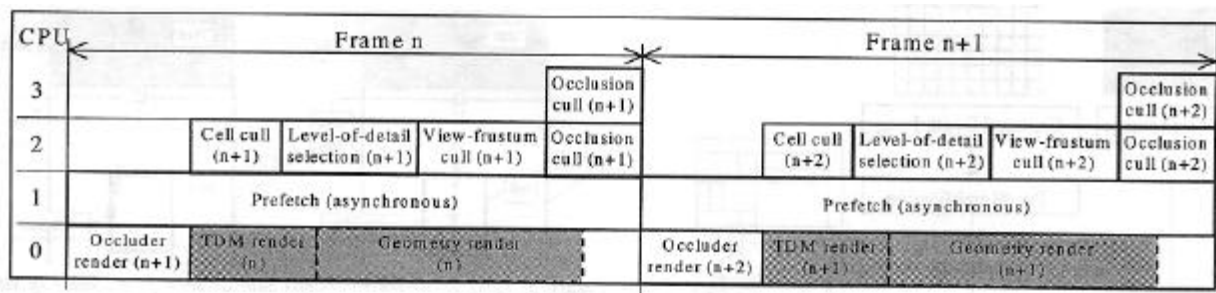 CPU
Frame n
Frame n+1
3
Occlusion
cull (n+1)
Occlusion
cull (n+2)
2
Cell cull
(n+1)
Level-of-detail
selection (n+1)
View-frustum
cull (n+1)
Occlusion
cull (n+1)
Cell cull
(n+2)
Level-of-detail
selection (n+2)
View-frustum
cull (n+2)
Occlusion
cull (n+2)
1
Prefetch (asynchronous)
Prefetch (asynchronous)
0
Occluder
render (n+1)
TDM render
(n)
Geometry render
(n)
Occluder
render (n+2)
TDM render
(n+1)
Geometry render
(n+1)